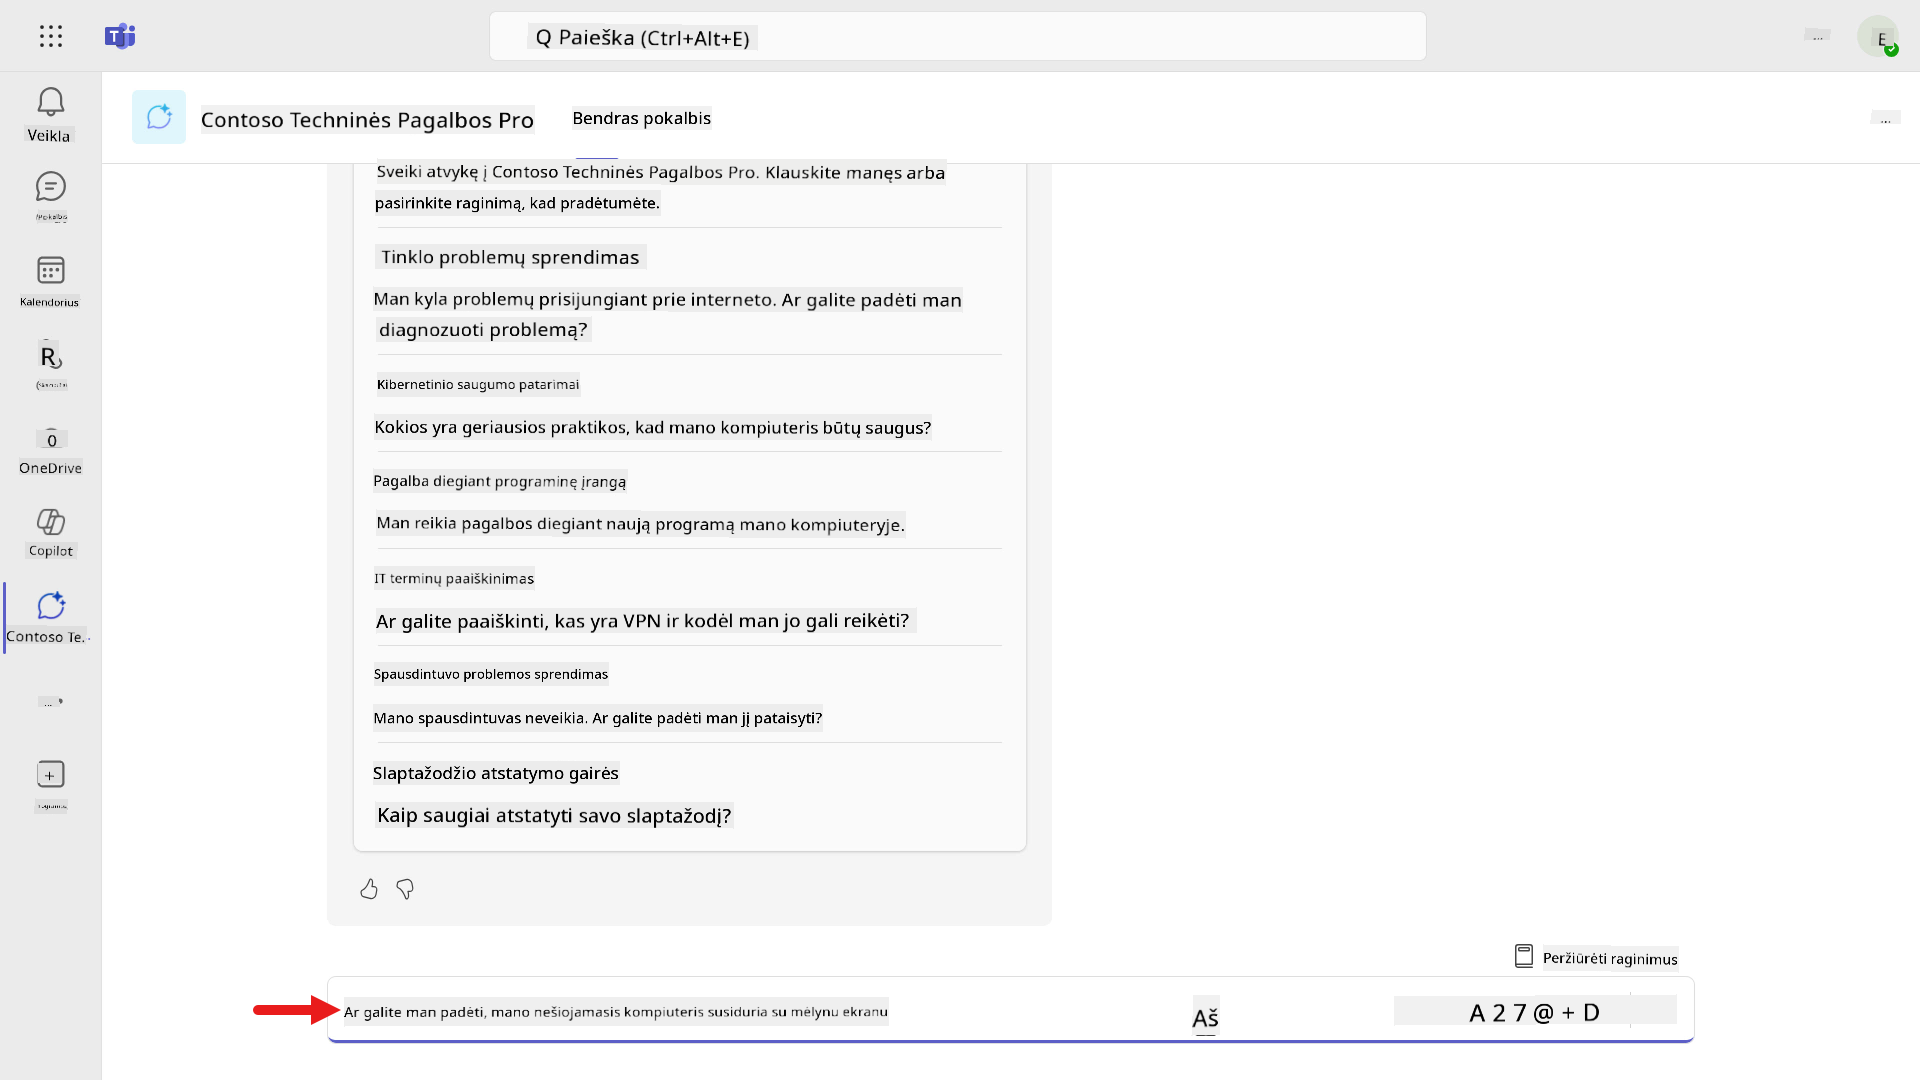 Q Paieška (Ctrl+Alt+E)
...
E
Veikla
Contoso Techninės Pagalbos Pro
Bendras pokalbis
...
Sveiki atvykę į Contoso Techninės Pagalbos Pro. Klauskite manęs arba
pasirinkite raginimą, kad pradėtumėte.
Tinklo problemų sprendimas
Man kyla problemų prisijungiant prie interneto. Ar galite padėti man
diagnozuoti problemą?
Kibernetinio saugumo patarimai
Kokios yra geriausios praktikos, kad mano kompiuteris būtų saugus?
Pagalba diegiant programinę įrangą
Man reikia pagalbos diegiant naują programą mano kompiuteryje.
IT terminų paaiškinimas
Ar galite paaiškinti, kas yra VPN ir kodėl man jo gali reikėti?
Spausdintuvo problemos sprendimas
Mano spausdintuvas neveikia. Ar galite padėti man jį pataisyti?
Slaptažodžio atstatymo gairės
Kaip saugiai atstatyti savo slaptažodį?
Kalendorius
R
0
OneDrive
Copilot
Contoso Te..
...
+
Peržiūrėti raginimus
Ar galite man padėti, mano nešiojamasis kompiuteris susiduria su mėlynu ekranu
Aš
A 2 7 @ + D